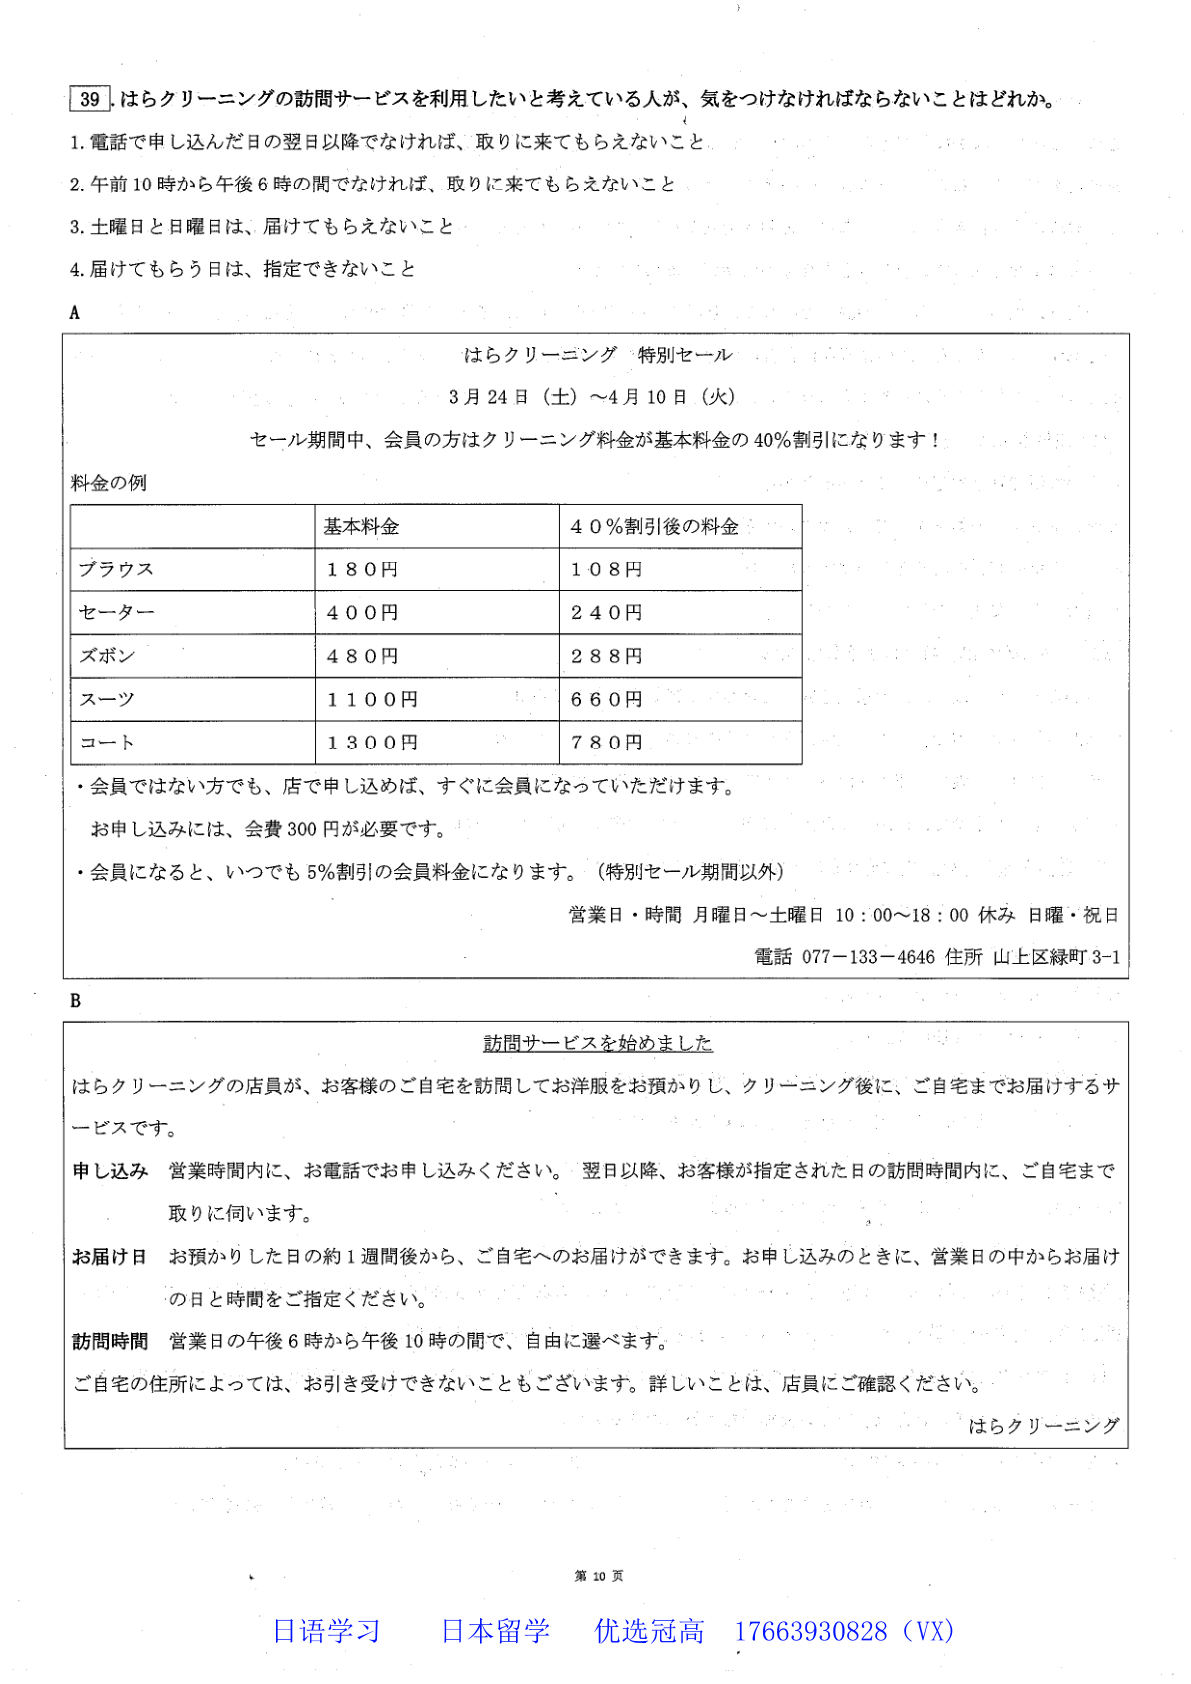 39.はらクリーニングの訪問サービスを利用したいと考えている人が、気をつけなければならないことはどれか。
1.電話で申し込んだ日の翌日以降でなければ、取りに来てもらえないこと
2.午前10時から午後6時の間でなければ、取りに来てもらえないこと
3.土曜日と日曜日は、届けてもらえないこと
4.届けてもらう日は、指定できないこと
A
はらクリーニング 特別セール
3月24日（土）～4月10日（火）
セール期間中、会員の方はクリーニング料金が基本料金の40%割引になります！
料金の例
基本料金 ４０%割引後の料金
ブラウス １８０円 １０８円
セーター ４００円 ２４０円
ズボン ４８０円 ２８８円
スーツ １１００円 ６６０円
コート １３００円 ７８０円
・会員ではない方でも、店で申し込めば、すぐに会員になっていただけます。
お申し込みには、会費300円が必要です。
・会員になると、いつでも5%割引の会員料金になります。（特別セール期間以外）
営業日・時間 月曜日～土曜日 10：00～18：00 休み 日曜・祝日
電話 077－133－4646 住所 山上区緑町3-1
B
訪問サービスを始めました
はらクリーニングの店員が、お客様のご自宅を訪問してお洋服をお預かりし、クリーニング後に、ご自宅までお届けするサ
ービスです。
申し込み 営業時間内に、お電話でお申し込みください。 翌日以降、お客様が指定された日の訪問時間内に、ご自宅まで
取りに伺います。
お届け日 お預かりした日の約1週間後から、ご自宅へのお届けができます。お申し込みのときに、営業日の中からお届け
の日と時間をご指定ください。
訪問時間 営業日の午後6時から午後10時の間で、自由に選べます。
ご自宅の住所によっては、お引き受けできないこともございます。詳しいことは、店員にご確認ください。
はらクリーニング
第 10 页
日语学习 日本留学 优选冠高 17663930828（VX）